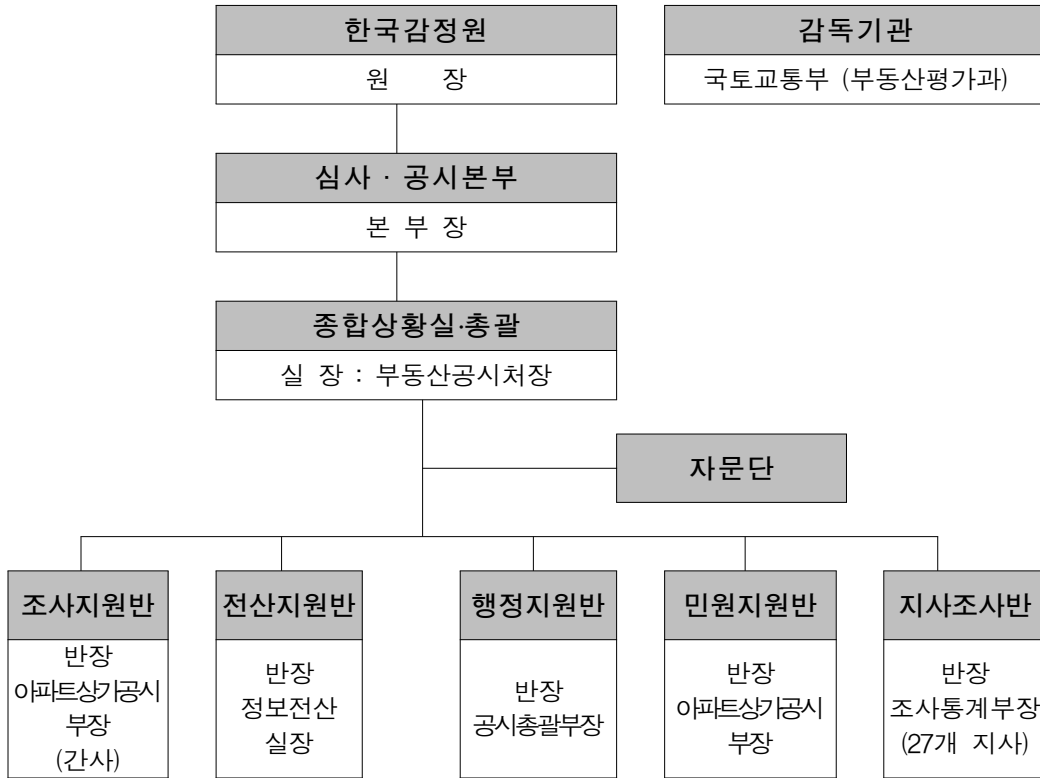 한국감정원
원 장
감독기관
국토교통부 (부동산평가과)
심사 · 공시본부
본 부 장
종합상황실·총괄
실 장 : 부동산공시처장
자문단
조사지원반
반장
아파트상가공시
부장
(간사)
전산지원반
반장
정보전산
실장
행정지원반
반장
공시총괄부장
민원지원반
반장
아파트상가공시
부장
지사조사반
반장
조사통계부장
(27개 지사)